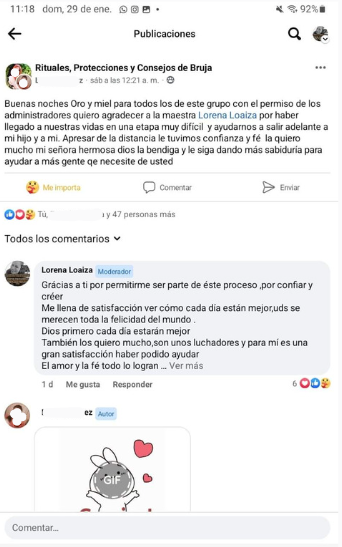 11:18 dom, 29 de ene. 92%
Publicaciones
Rituales, Protecciones y Consejos de Bruja
z · sáb a las 12:21 a. m. ·
Buenas noches Oro y miel para todos los de este grupo con el permiso de los
administradores quiero agradecer a la maestra Lorena Loaiza por haber
llegado a nuestras vidas en una etapa muy difícil y ayudarnos a salir adelante a
mi hijo y a mi. Apresar de la distancia le tuvimos confianza y fé la quiero
mucho mi señora hermosa dios la bendiga y le siga dando más sabiduría para
ayudar a más gente qe necesite de usted
Me importa Comentar Enviar
Tú, y 47 personas más
Todos los comentarios
Lorena Loaiza Moderador
Grácias a ti por permitirme ser parte de éste proceso ,por confiar y
créer
Me llena de satisfacción ver cómo cada día están mejor,uds se
merecen toda la felicidad del mundo .
Dios primero cada día estarán mejor
También los quiero mucho,son unos luchadores y para mí es una
gran satisfacción haber podido ayudar
El amor y la fé todo lo logran ... Ver más
1 d Me gusta Responder 6
ez Autor
GIF
Comentar...